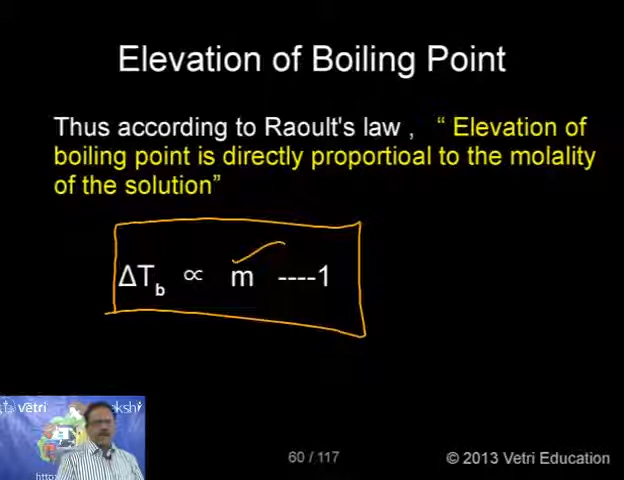 Elevation of Boiling Point
Thus according to Raoult's law , “ Elevation of
boiling point is directly proportioal to the molality
of the solution”
ΔTb ∝ m ----1
vetri
60 / 117
© 2013 Vetri Education